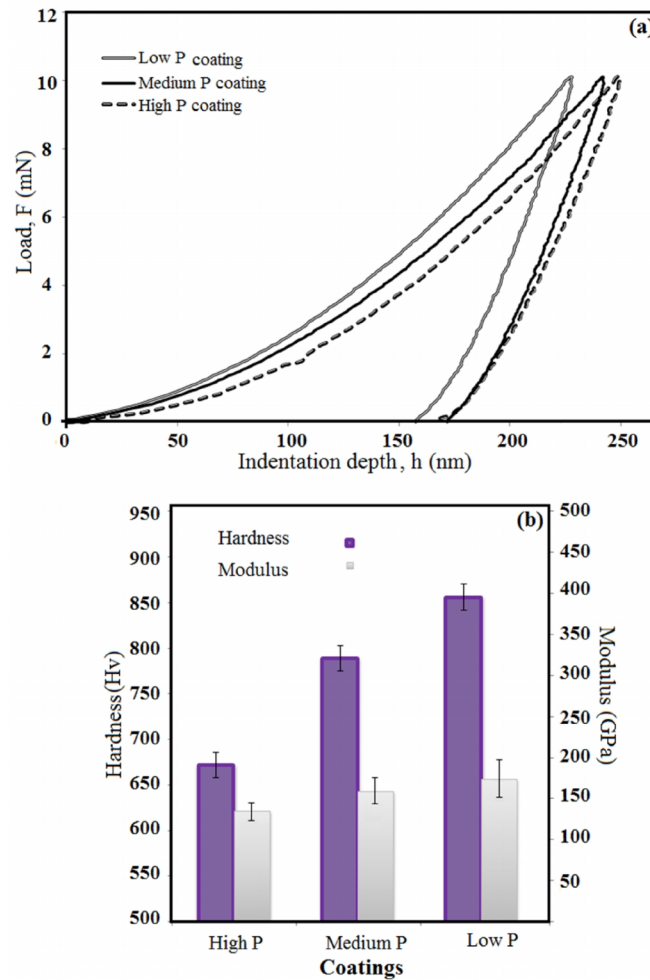 12
(a)
Low P coating
Medium P coating
High P coating
10
8
6
4
2
0
Load, F (mN)
0 50 100 150 200 250
Indentation depth, h (nm)
(b)
Hardness
Modulus
950
900
850
800
750
700
650
600
550
500
Hardness(Hv)
500
450
400
350
300
250
200
150
100
50
0
Modulus (GPa)
High P Medium P Low P
Coatings